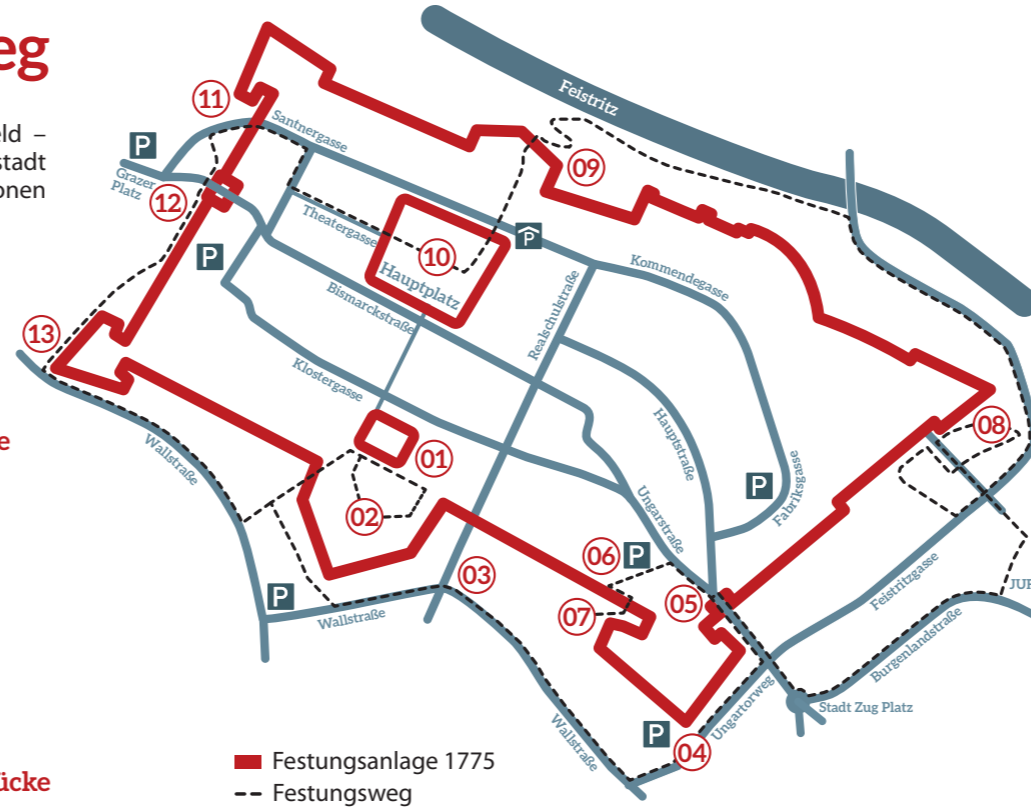 eg
eld –
stadt
onen
e
ücke
Feistritz
11
P
Santnergasse
09
Grazer
Platz
12
Theatergasse
10
P
P
Hauptplatz
Kommendegasse
Bismarckstraße
Realschulstraße
13
Klostergasse
Hauptstraße
08
Wallstraße
01
P
Fabriksgasse
02
Ungarstraße
06
P
03
P
07
05
Feistritzgasse
JUF
Wallstraße
Burgenlandstraße
Ungartorweg
Stadt Zug Platz
Wallstraße
P
04
Festungsanlage 1775
Festungsweg